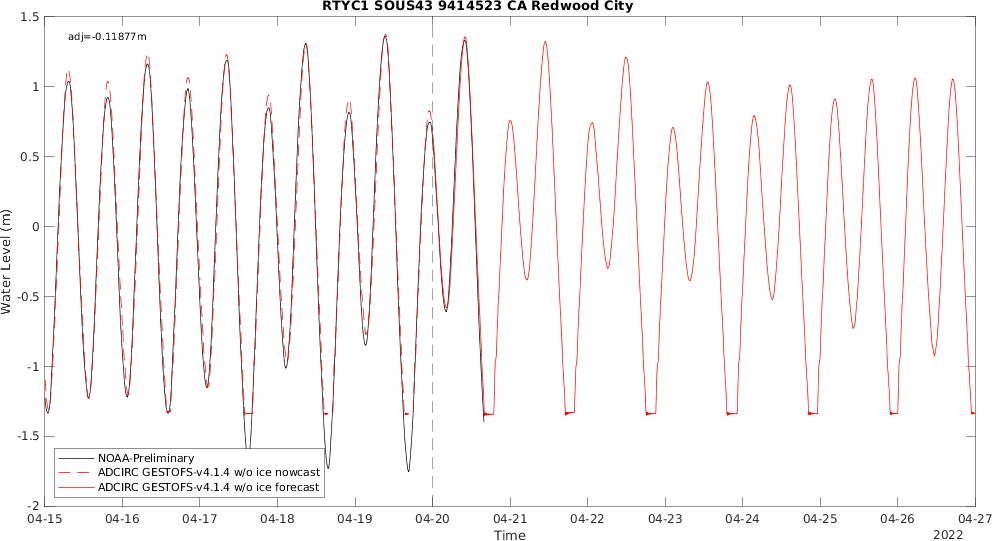 RTYC1 SOUS43 9414523 CA Redwood City
adj=-0.11877m
1.5
1
0.5
0
-0.5
-1
-1.5
-2
Water Level (m)
NOAA-Preliminary
ADCIRC GESTOFS-v4.1.4 w/o ice nowcast
ADCIRC GESTOFS-v4.1.4 w/o ice forecast
04-15 04-16 04-17 04-18 04-19 04-20 04-21 04-22 04-23 04-24 04-25 04-26 04-27
Time
2022